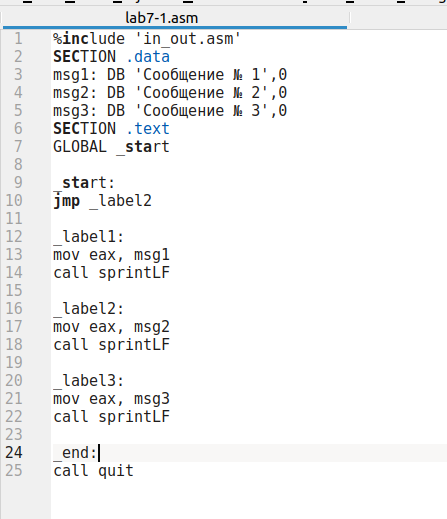 lab7-1.asm
1 %include 'in_out.asm'
2 SECTION .data
3 msg1: DB 'Сообщение № 1',0
4 msg2: DB 'Сообщение № 2',0
5 msg3: DB 'Сообщение № 3',0
6 SECTION .text
7 GLOBAL _start
8
9 _start:
10 jmp _label2
11
12 _label1:
13 mov eax, msg1
14 call sprintLF
15
16 _label2:
17 mov eax, msg2
18 call sprintLF
19
20 _label3:
21 mov eax, msg3
22 call sprintLF
23
24 _end:
25 call quit